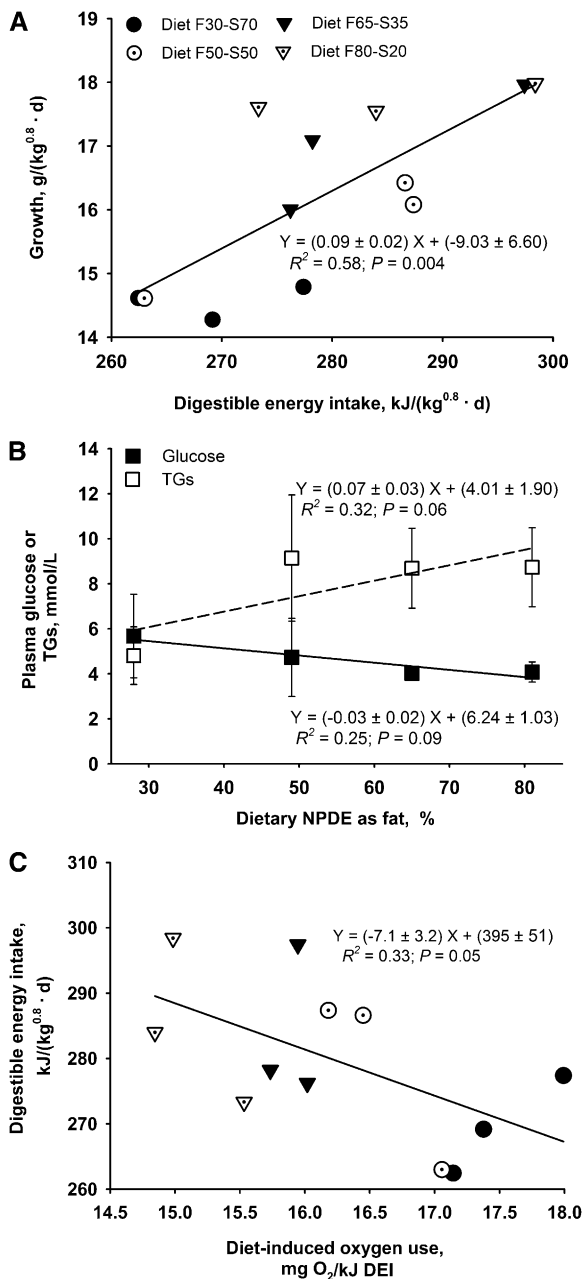 A
Diet F30-S70
Diet F65-S35
Diet F50-S50
Diet F80-S20
19
18
17
16
15
14
260
270
280
290
300
Growth, g/(kg^0.8 · d)
Y = (0.09 ± 0.02) X + (-9.03 ± 6.60)
R² = 0.58; P = 0.004
Digestible energy intake, kJ/(kg^0.8 · d)
B
Glucose
TGs
14
12
10
8
6
4
2
0
30
40
50
60
70
80
Plasma glucose or
TGs, mmol/L
Y = (0.07 ± 0.03) X + (4.01 ± 1.90)
R² = 0.32; P = 0.06
Y = (-0.03 ± 0.02) X + (6.24 ± 1.03)
R² = 0.25; P = 0.09
Dietary NPDE as fat, %
C
310
300
290
280
270
260
14.5
15.0
15.5
16.0
16.5
17.0
17.5
18.0
Digestible energy intake,
kJ/(kg^0.8 · d)
Y = (-7.1 ± 3.2) X + (395 ± 51)
R² = 0.33; P = 0.05
Diet-induced oxygen use,
mg O₂/kJ DEI